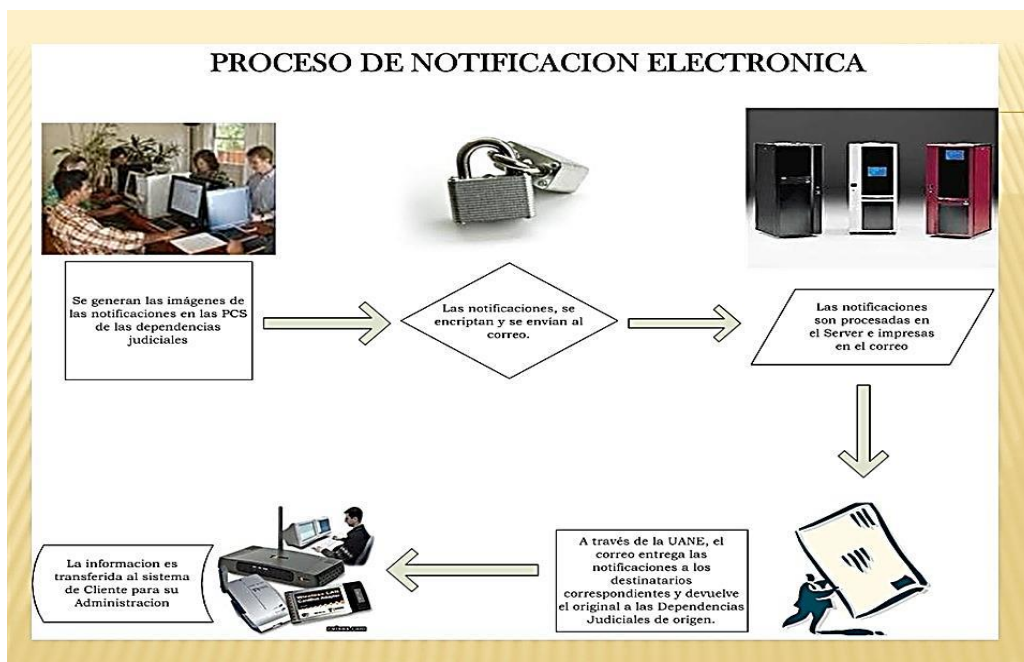 PROCESO DE NOTIFICACION ELECTRONICA
Se generan las imágenes de
las notificaciones en las PCS
de las dependencias
judiciales
Las notificaciones, se
encriptan y se envían al
correo.
Las notificaciones
son procesadas en
el Server e impresas
en el correo
A través de la UANE, el
correo entrega las
notificaciones a los
destinatarios
correspondientes y devuelve
el original a las Dependencias
Judiciales de origen.
La informacion es
transferida al sistema
de Cliente para su
Administracion
Wireless LAN